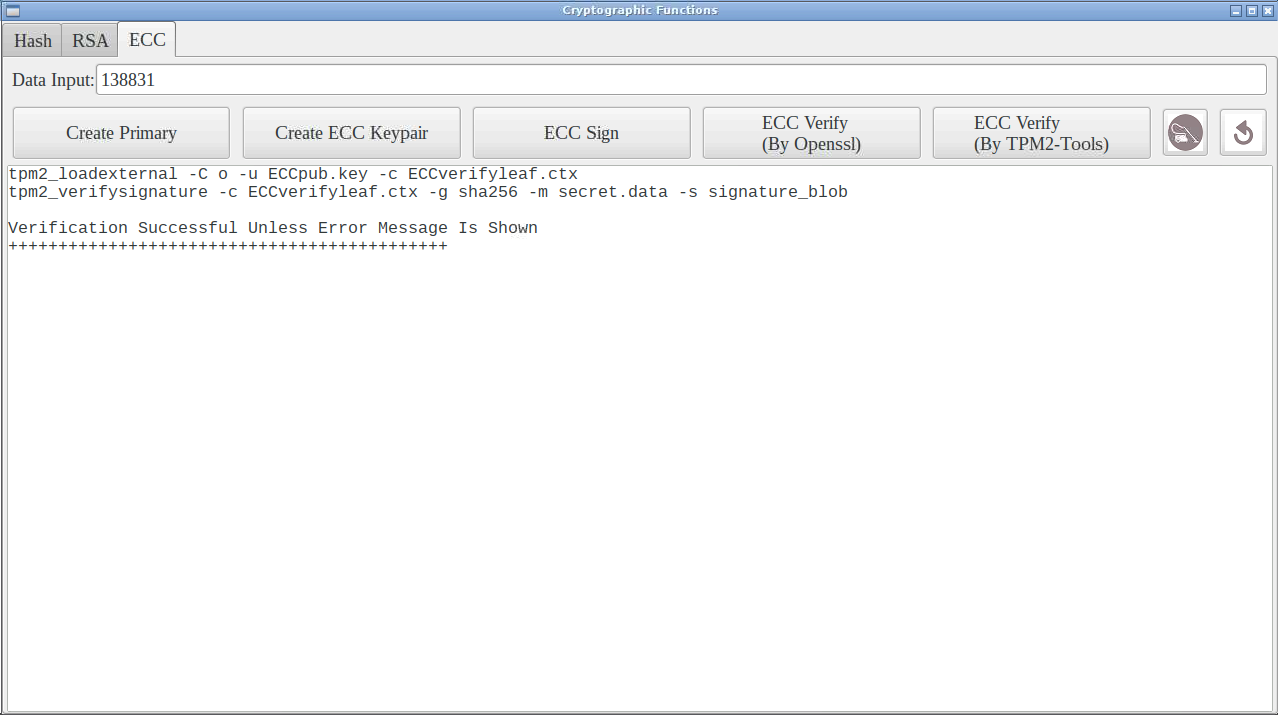 Cryptographic Functions
Hash RSA ECC
Data Input: 138831
Create Primary Create ECC Keypair ECC Sign ECC Verify (By Openssl) ECC Verify (By TPM2-Tools)
tpm2_loadexternal -C o -u ECCpub.key -c ECCverifyleaf.ctx
tpm2_verifysignature -c ECCverifyleaf.ctx -g sha256 -m secret.data -s signature_blob
Verification Successful Unless Error Message Is Shown
++++++++++++++++++++++++++++++++++++++++++++